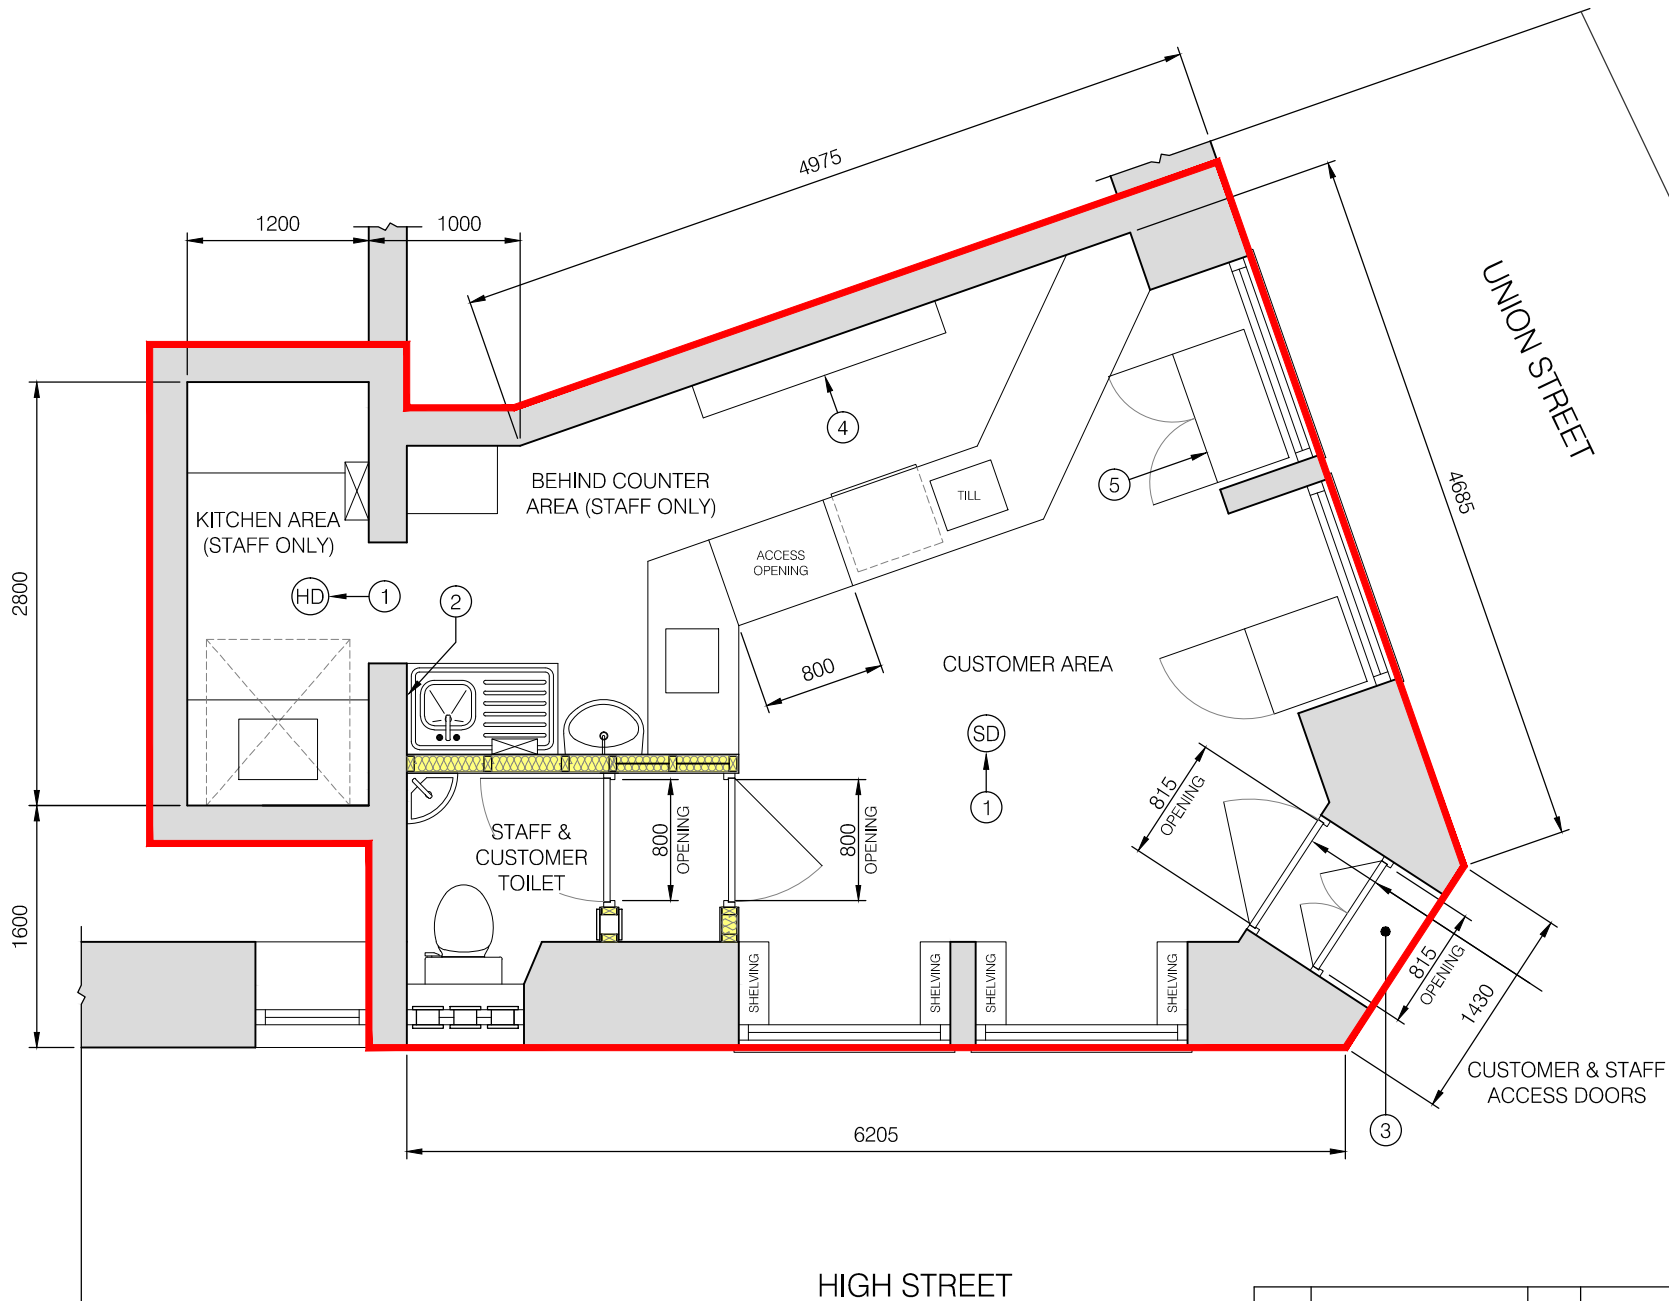 4975
1200
1000
UNION STREET
4
BEHIND COUNTER
AREA (STAFF ONLY)
TILL
5
4685
KITCHEN AREA
(STAFF ONLY)
ACCESS
OPENING
2800
HD
1
2
800
CUSTOMER AREA
SD
1
815
OPENING
STAFF &
CUSTOMER
TOILET
800
OPENING
800
OPENING
1600
SHELVING
SHELVING
SHELVING
SHELVING
815
OPENING
1430
CUSTOMER & STAFF
ACCESS DOORS
3
6205
HIGH STREET